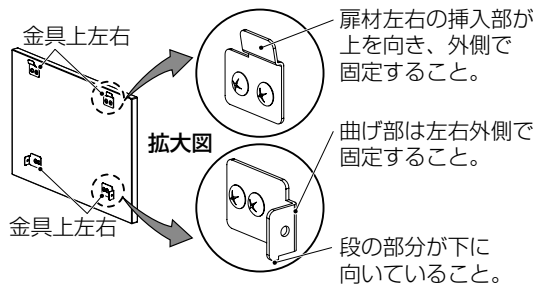 金具上左右
扉材左右の挿入部が
上を向き、外側で
固定すること。
拡大図
曲げ部は左右外側で
固定すること。
金具上左右
段の部分が下に
向いていること。